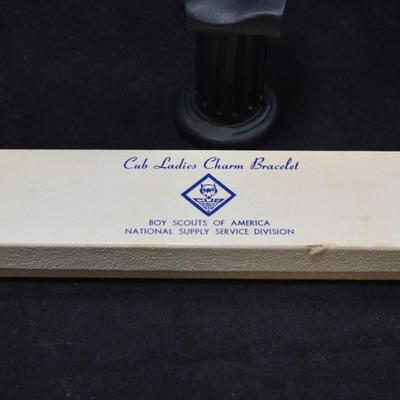 Cub Ladies Charm Bracelet
BOY SCOUTS OF AMERICA
NATIONAL SUPPLY SERVICE DIVISION